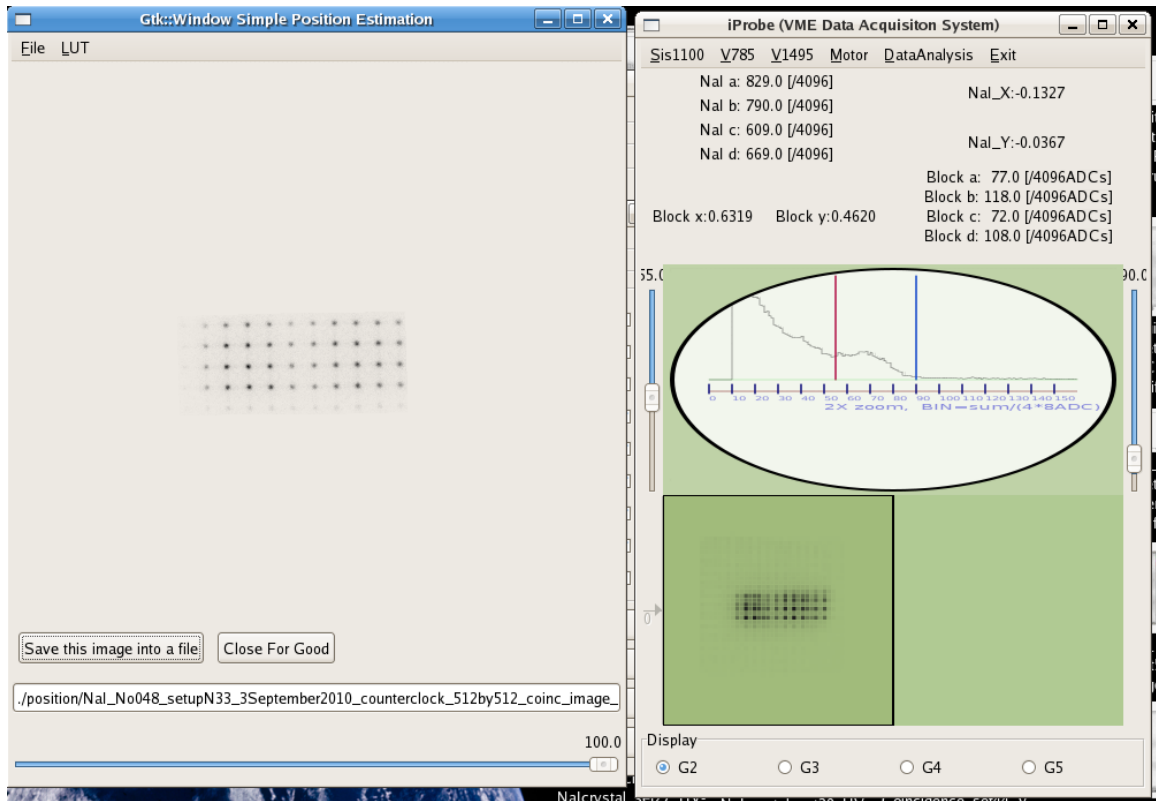 Gtk::Window Simple Position Estimation
File LUT
Save this image into a file Close For Good
./position/NaI_No048_setupN33_3September2010_counterclock_512by512_coinc_image_
100.0
iProbe (VME Data Acquisiton System)
Sis1100 V785 V1495 Motor DataAnalysis Exit
NaI a: 829.0 [/4096]
NaI b: 790.0 [/4096]
NaI c: 609.0 [/4096]
NaI d: 669.0 [/4096]
NaI_X:-0.1327
NaI_Y:-0.0367
Block a: 77.0 [/4096ADCs]
Block b: 118.0 [/4096ADCs]
Block c: 72.0 [/4096ADCs]
Block d: 108.0 [/4096ADCs]
Block x:0.6319 Block y:0.4620
55.0 90.0
0 10 20 30 40 50 60 70 80 90 100 110 120 130 140 150
2X zoom, BIN=sum/(4*8ADC)
0
Display
G2 G3 G4 G5